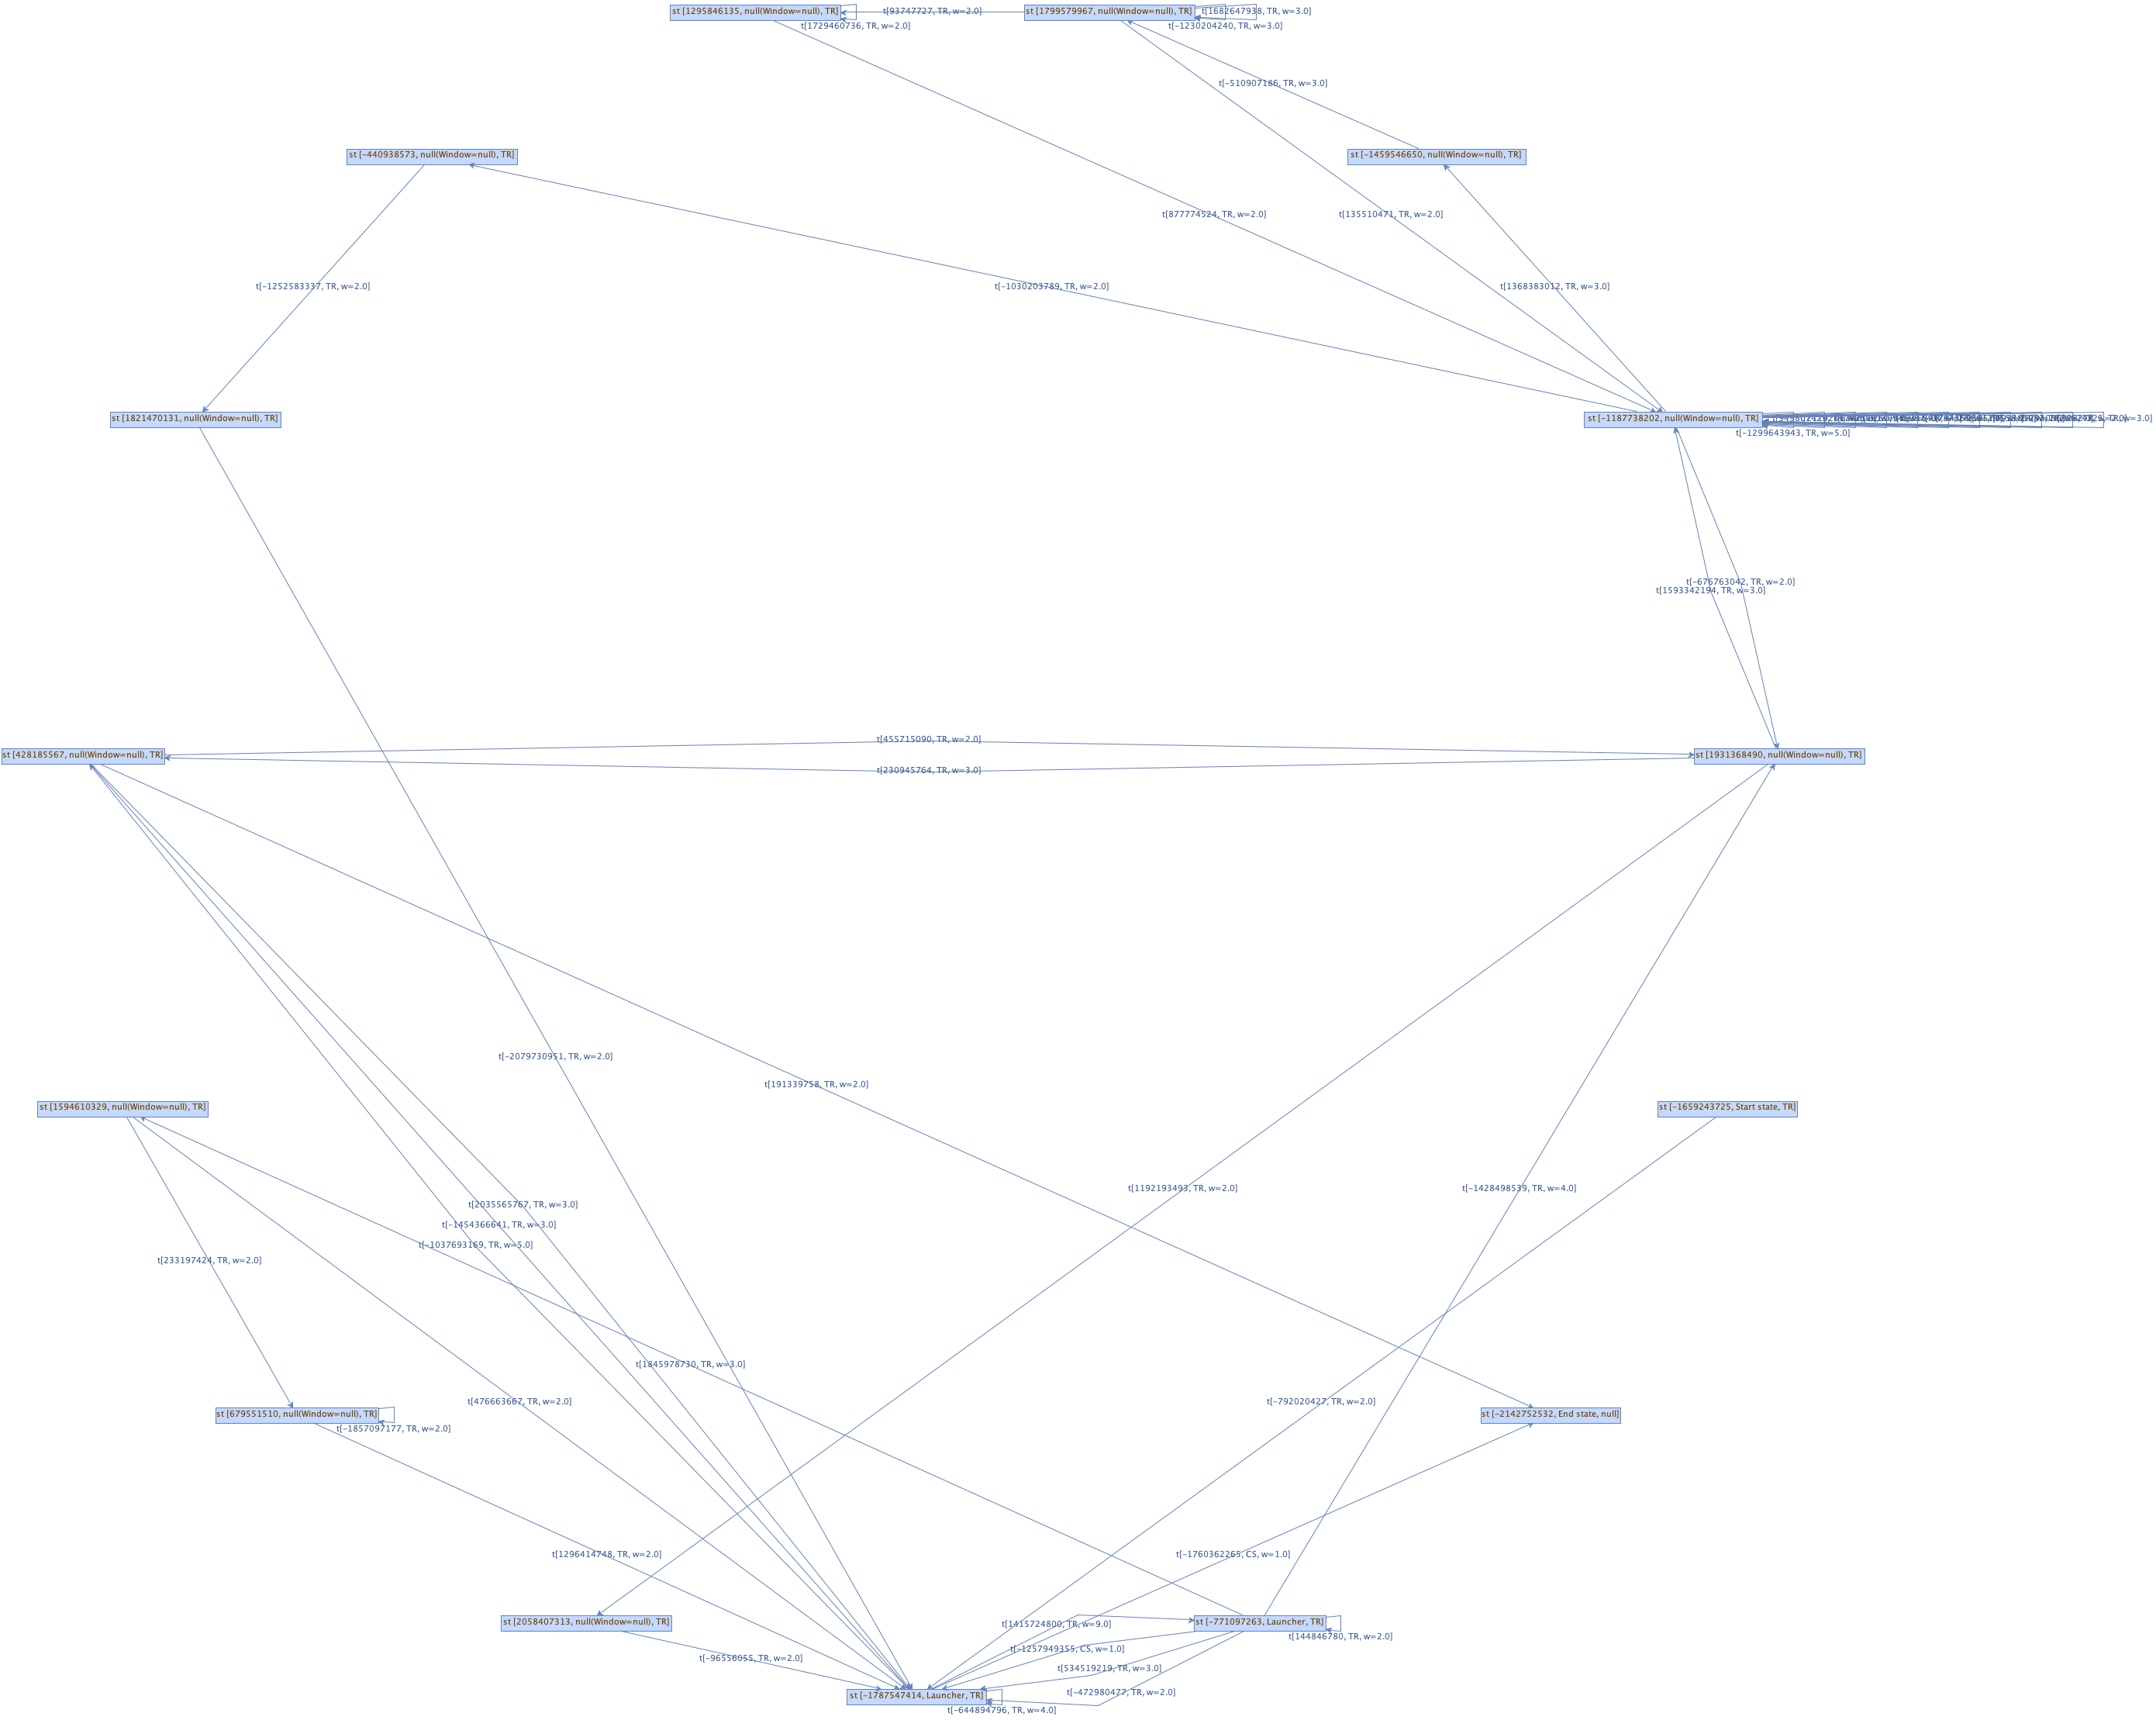 st [1295846135, null(Window=null), TR]
t[93747727, TR, w=2.0]
st [1799579967, null(Window=null), TR]
t[1682647938, TR, w=3.0]
t[1729460736, TR, w=2.0]
t[-1230204240, TR, w=3.0]
t[-510907186, TR, w=3.0]
st [-440938573, null(Window=null), TR]
st [-1459546650, null(Window=null), TR]
t[877774524, TR, w=2.0]
t[135510471, TR, w=2.0]
t[-1252583337, TR, w=2.0]
t[-1030203789, TR, w=2.0]
t[1368383012, TR, w=3.0]
st [1821470131, null(Window=null), TR]
st [-1187738202, null(Window=null), TR]
t[-1299643943, TR, w=5.0]
t[-676763042, TR, w=2.0]
t[1593342194, TR, w=3.0]
t[455715090, TR, w=2.0]
st [428185567, null(Window=null), TR]
st [1931368490, null(Window=null), TR]
t[230945764, TR, w=3.0]
t[-2079730951, TR, w=2.0]
t[191339758, TR, w=2.0]
st [1594610329, null(Window=null), TR]
st [-1659243725, Start state, TR]
t[1192193493, TR, w=2.0]
t[-1428498539, TR, w=4.0]
t[2035565767, TR, w=3.0]
t[-1454366641, TR, w=3.0]
t[-1037693169, TR, w=5.0]
t[233197424, TR, w=2.0]
t[1845978730, TR, w=3.0]
t[476663667, TR, w=2.0]
t[-792020427, TR, w=2.0]
st [679551510, null(Window=null), TR]
st [-2142752532, End state, null]
t[-1857097177, TR, w=2.0]
t[1296414748, TR, w=2.0]
t[-1760362265, CS, w=1.0]
st [2058407313, null(Window=null), TR]
t[1415724800, TR, w=9.0]
st [-771097263, Launcher, TR]
t[144846780, TR, w=2.0]
t[-1257949355, CS, w=1.0]
t[-96556055, TR, w=2.0]
t[534519219, TR, w=3.0]
t[-472980477, TR, w=2.0]
st [-1787547414, Launcher, TR]
t[-644894796, TR, w=4.0]